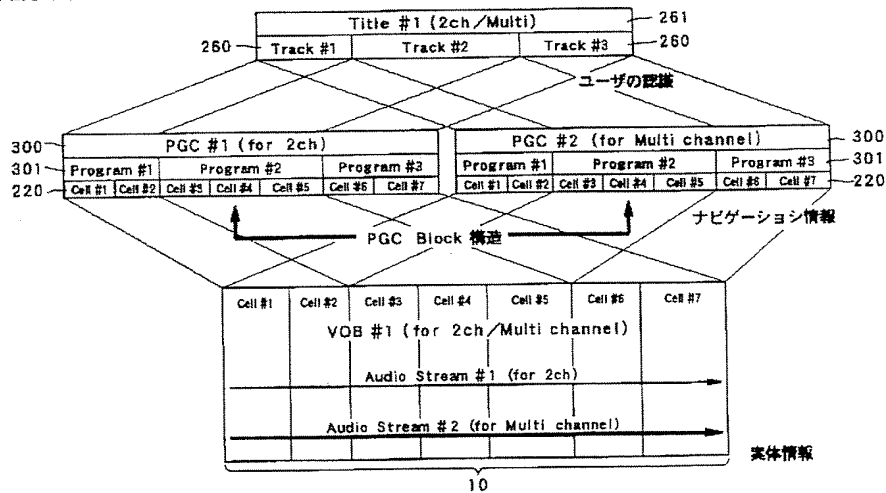 Title #1 (2ch/Multi)
261
260
Track #1
Track #2
Track #3
260
ユーザの認識
300
PGC #1 (for 2ch)
PGC #2 (for Multi channel)
300
301
Program #1
Program #2
Program #3
Program #1
Program #2
Program #3
301
220
Cell #1
Cell #2
Cell #3
Cell #4
Cell #5
Cell #6
Cell #7
Cell #1
Cell #2
Cell #3
Cell #4
Cell #5
Cell #6
Cell #7
220
ナビゲーション情報
PGC Block 構造
Cell #1
Cell #2
Cell #3
Cell #4
Cell #5
Cell #6
Cell #7
VOB #1 (for 2ch/Multi channel)
Audio Stream #1 (for 2ch)
Audio Stream #2 (for Multi channel)
実体情報
10